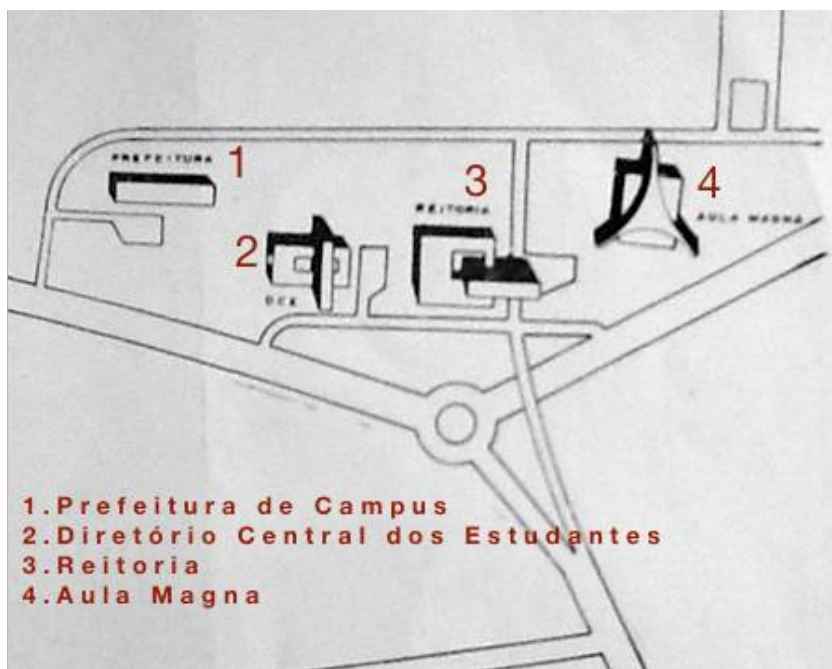 PREFEITURA
1
3
4
REITORIA
AULA MAGNA
2
DCE
1.Prefeitura de Campus
2.Diretório Central dos Estudantes
3.Reitoria
4.Aula Magna